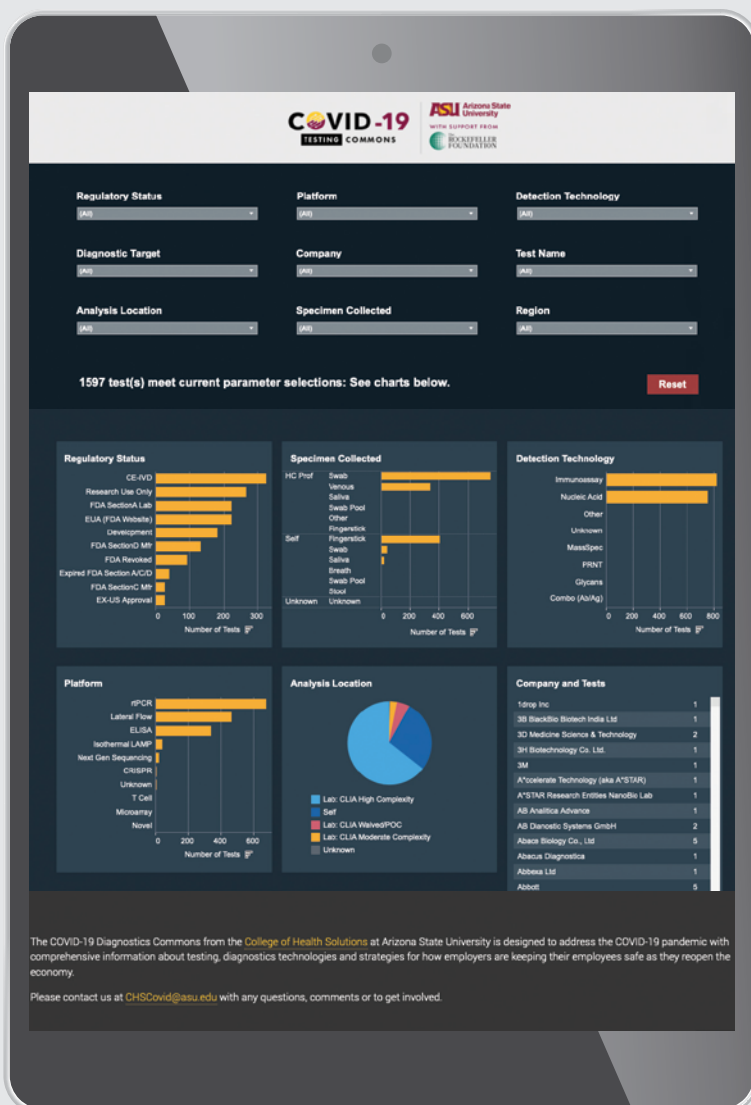 COVID-19
TESTING COMMONS
ASU Arizona State
University
WITH SUPPORT FROM
The
ROCKEFELLER
FOUNDATION
Regulatory Status
(All)
Platform
(All)
Detection Technology
(All)
Diagnostic Target
(All)
Company
(All)
Test Name
(All)
Analysis Location
(All)
Specimen Collected
(All)
Region
(All)
1597 test(s) meet current parameter selections: See charts below.
Reset
Regulatory Status
CE-IVD
Research Use Only
FDA SectionA Lab
EUA (FDA Website)
Development
FDA SectionD Mfr
FDA Revoked
Expired FDA Section A/C/D
FDA SectionC Mfr
EX-US Approval
0 100 200 300
Number of Tests
Specimen Collected
HC Prof Swab
Venous
Saliva
Swab Pool
Other
Fingerstick
Self Fingerstick
Swab
Saliva
Breath
Swab Pool
Stool
Unknown Unknown
0 200 400 600
Number of Tests
Detection Technology
Immunoassay
Nucleic Acid
Other
Unknown
MassSpec
PRNT
Glycans
Combo (Ab/Ag)
0 200 400 600 800
Number of Tests
Platform
rtPCR
Lateral Flow
ELISA
Isothermal LAMP
Next Gen Sequencing
CRISPR
Unknown
T Cell
Microarray
Novel
0 200 400 600
Number of Tests
Analysis Location
Lab: CLIA High Complexity
Self
Lab: CLIA Waived/POC
Lab: CLIA Moderate Complexity
Unknown
Company and Tests
1drop Inc 1
3B BlackBio Biotech India Ltd 1
3D Medicine Science & Technology 2
3H Biotechnology Co. Ltd. 1
3M 1
A*ccelerate Technology (aka A*STAR) 1
A*STAR Research Entities NanoBio Lab 1
AB Analitica Advance 1
AB Dianostic Systems GmbH 2
Abace Biology Co., Ltd 5
Abacus Diagnostica 1
Abbexa Ltd 1
Abbott 5
The COVID-19 Diagnostics Commons from the College of Health Solutions at Arizona State University is designed to address the COVID-19 pandemic with
comprehensive information about testing, diagnostics technologies and strategies for how employers are keeping their employees safe as they reopen the
economy.
Please contact us at CHSCovid@asu.edu with any questions, comments or to get involved.